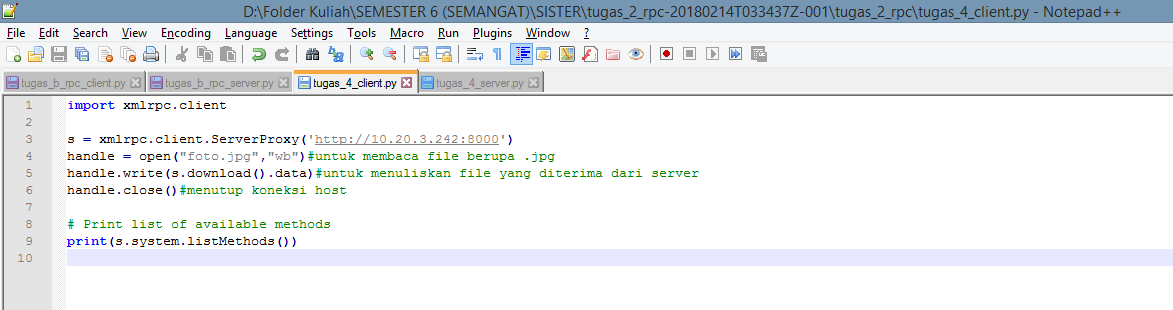 D:\Folder Kuliah\SEMESTER 6 (SEMANGAT)\SISTER\tugas_2_rpc-20180214T033437Z-001\tugas_2_rpc\tugas_4_client.py - Notepad++
File Edit Search View Encoding Language Settings Tools Macro Run Plugins Window ?
tugas_b_rpc_client.py tugas_b_rpc_server.py tugas_4_client.py tugas_4_server.py
1 import xmlrpc.client
2
3 s = xmlrpc.client.ServerProxy('http://10.20.3.242:8000')
4 handle = open("foto.jpg","wb")#untuk membaca file berupa .jpg
5 handle.write(s.download().data)#untuk menuliskan file yang diterima dari server
6 handle.close()#menutup koneksi host
7
8 # Print list of available methods
9 print(s.system.listMethods())
10